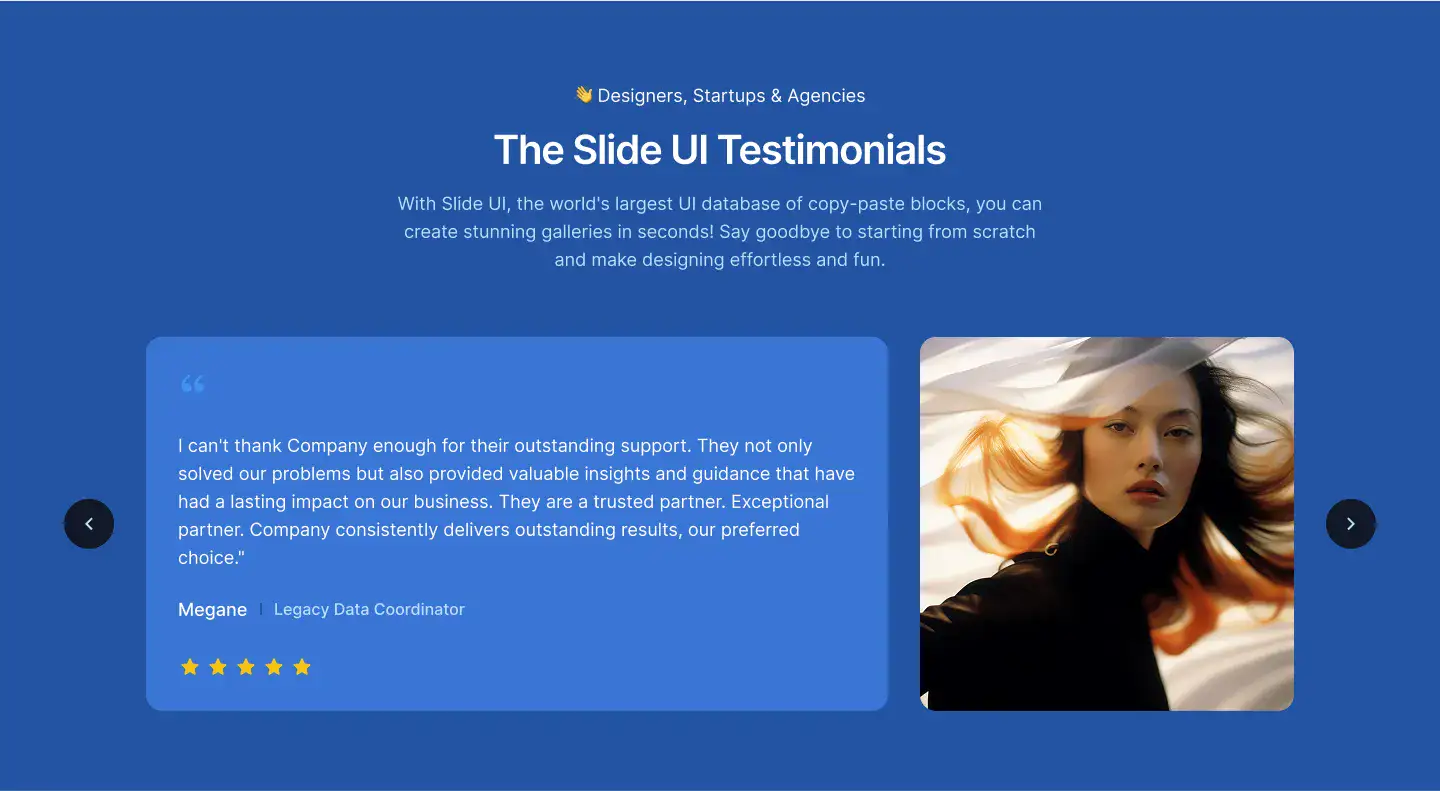 👋 Designers, Startups & Agencies
The Slide UI Testimonials
With Slide UI, the world's largest UI database of copy-paste blocks, you can
create stunning galleries in seconds! Say goodbye to starting from scratch
and make designing effortless and fun.
“
I can't thank Company enough for their outstanding support. They not only
solved our problems but also provided valuable insights and guidance that have
had a lasting impact on our business. They are a trusted partner. Exceptional
partner. Company consistently delivers outstanding results, our preferred
choice."
Megane | Legacy Data Coordinator